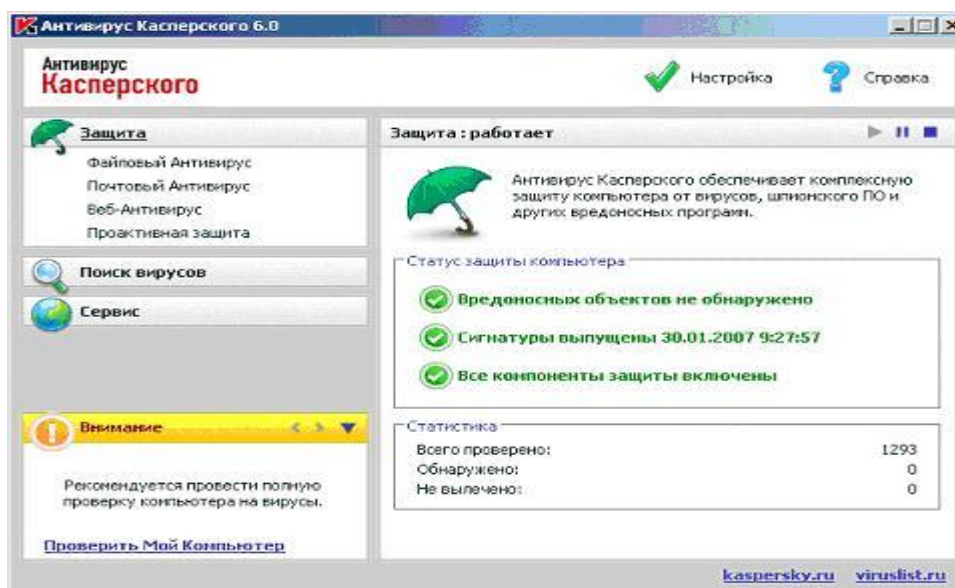 Антивирус Касперского 6.0
Антивирус
Касперского
Настройка
Справка
Защита
Файловый Антивирус
Почтовый Антивирус
Веб-Антивирус
Проактивная защита
Поиск вирусов
Сервис
Внимание
Рекомендуется провести полную
проверку компьютера на вирусы.
Проверить Мой Компьютер
Защита : работает
Антивирус Касперского обеспечивает комплексную
защиту компьютера от вирусов, шпионского ПО и
других вредоносных программ.
Статус защиты компьютера
Вредоносных объектов не обнаружено
Сигнатуры выпущены 30.01.2007 9:27:57
Все компоненты защиты включены
Статистика
Всего проверено: 1293
Обнаружено: 0
Не вылечено: 0
kaspersky.ru viruslist.ru